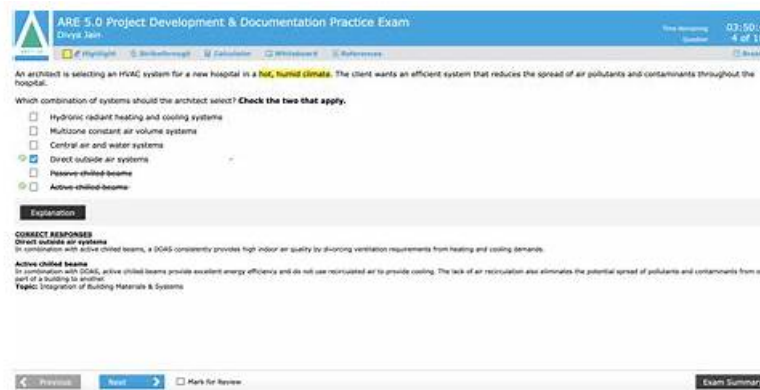 ARE 5.0 Project Development & Documentation Practice Exam
Divya Jain
Time Remaining 03:50:
Question 4 of 1
Highlight Strikethrough Calculator Whiteboard References
An architect is selecting an HVAC system for a new hospital in a hot, humid climate. The client wants an efficient system that reduces the spread of air pollutants and contaminants throughout the
hospital.
Which combination of systems should the architect select? Check the two that apply.
Hydronic radiant heating and cooling systems
Multizone constant air volume systems
Central air and water systems
Direct outside air systems
Passive chilled beams
Active chilled beams
Explanation
CORRECT RESPONSES
Direct outside air systems
In combination with active chilled beams, a DOAS consistently provides high indoor air quality by divorcing ventilation requirements from heating and cooling demands.
Active chilled beams
In combination with DOAS, active chilled beams provide excellent energy efficiency and do not use recirculated air to provide cooling. The lack of air recirculation also eliminates the potential spread of pollutants and contaminants from
part of a building to another.
Topic: Integration of Building Materials & Systems
Previous Next Mark for Review Exam Summary